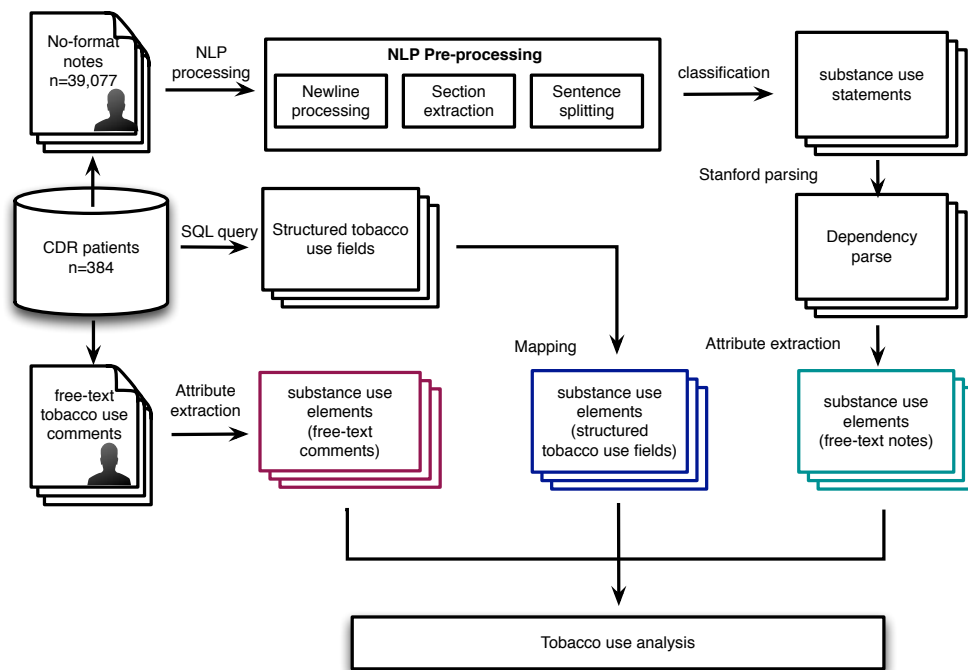 No-format
notes
n=39,077
NLP
processing
NLP Pre-processing
Newline
processing
Section
extraction
Sentence
splitting
classification
substance use
statements
Stanford parsing
CDR patients
n=384
SQL query
Structured tobacco
use fields
Dependency
parse
Mapping
Attribute extraction
free-text
tobacco use
comments
Attribute
extraction
substance use
elements
(free-text
comments)
substance use
elements
(structured
tobacco use fields)
substance use
elements
(free-text notes)
Tobacco use analysis